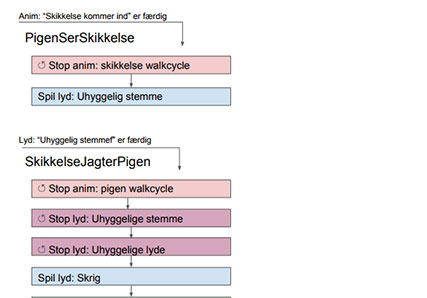 Anim: “Skikkelse kommer ind” er færdig
PigenSerSkikkelse
Stop anim: skikkelse walkcycle
Spil lyd: Uhyggelig stemme
Lyd: “Uhyggelig stemmef” er færdig
SkikkelseJagterPigen
Stop anim: pigen walkcycle
Stop lyd: Uhyggelige stemme
Stop lyd: Uhyggelige lyde
Spil lyd: Skrig